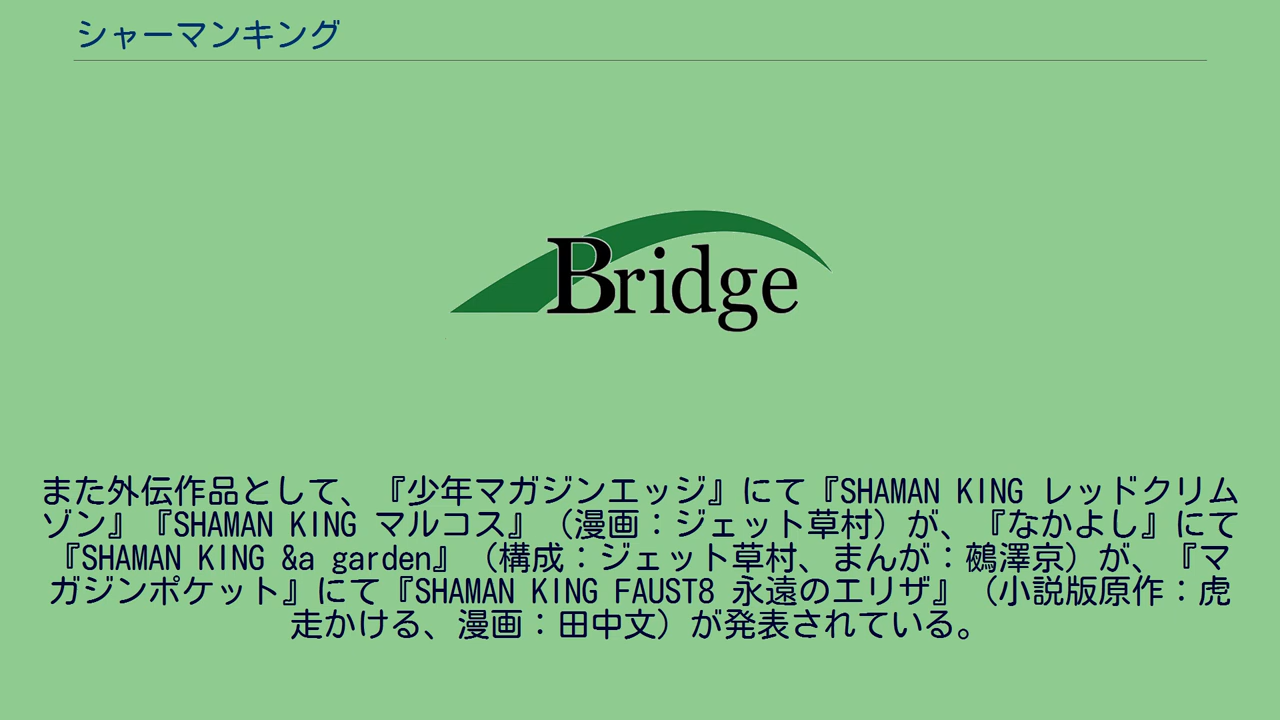 シャーマンキング
Bridge
また外伝作品として、『少年マガジンエッジ』にて『SHAMAN KING レッドクリム
ゾン』『SHAMAN KING マルコス』（漫画：ジェット草村）が、『なかよし』にて
『SHAMAN KING &a garden』（構成：ジェット草村、まんが：鵺澤京）が、『マ
ガジンポケット』にて『SHAMAN KING FAUST8 永遠のエリザ』（小説版原作：虎
走かける、漫画：田中文）が発表されている。